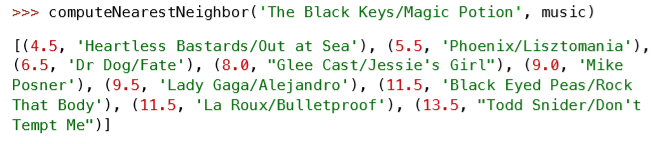 >>> computeNearestNeighbor('The Black Keys/Magic Potion', music)
[(4.5, 'Heartless Bastards/Out at Sea'), (5.5, 'Phoenix/Lisztomania'),
(6.5, 'Dr Dog/Fate'), (8.0, "Glee Cast/Jessie's Girl"), (9.0, 'Mike
Posner'), (9.5, 'Lady Gaga/Alejandro'), (11.5, 'Black Eyed Peas/Rock
That Body'), (11.5, 'La Roux/Bulletproof'), (13.5, "Todd Snider/Don't
Tempt Me")]